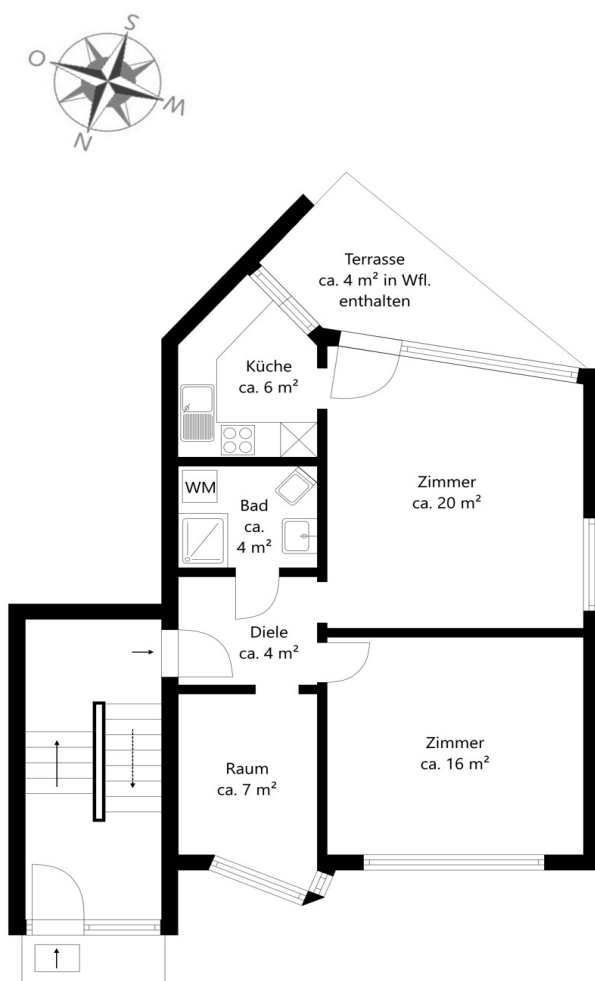 S
O
W
N
Terrasse
ca. 4 m² in Wfl.
enthalten
Küche
ca. 6 m²
Zimmer
ca. 20 m²
WM
Bad
ca.
4 m²
Diele
ca. 4 m²
Zimmer
ca. 16 m²
Raum
ca. 7 m²